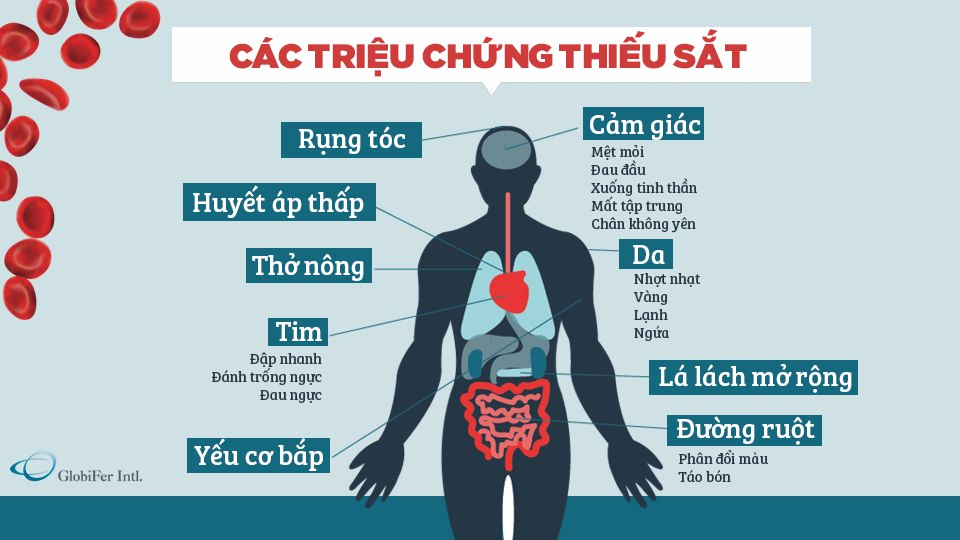 CÁC TRIỆU CHỨNG THIẾU SẮT
Rụng tóc
Huyết áp thấp
Thở nông
Tim
Đập nhanh
Đánh trống ngực
Đau ngực
Yếu cơ bắp
Cảm giác
Mệt mỏi
Đau đầu
Xuống tinh thần
Mất tập trung
Chân không yên
Da
Nhợt nhạt
Vàng
Lạnh
Ngứa
Lá lách mở rộng
Đường ruột
Phân đổi màu
Táo bón
GlobiFer Intl.